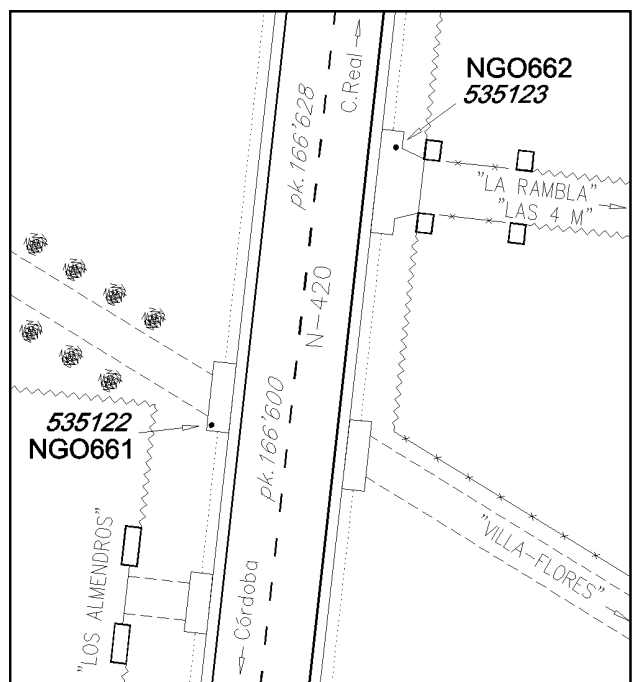 C.Real
NGO662
535123
pk.166'628
"LA RAMBLA"
"LAS 4 M"
N-420
pk.166'600
535122
NGO661
"LOS ALMENDROS"
"VILLA-FLORES"
Córdoba